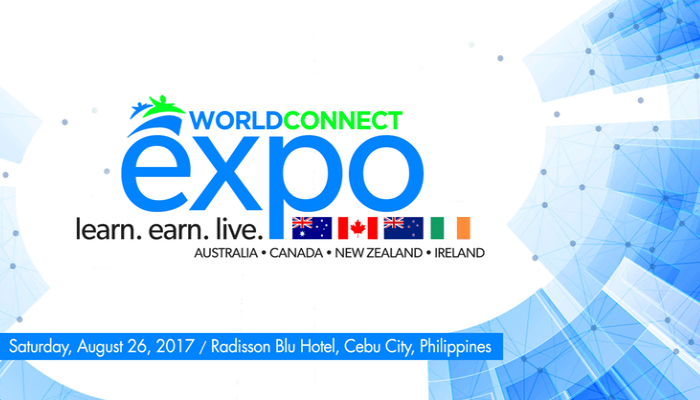 WORLDCONNECT
expo
learn. earn. live.
AUSTRALIA • CANADA • NEW ZEALAND • IRELAND
Saturday, August 26, 2017 / Radisson Blu Hotel, Cebu City, Philippines